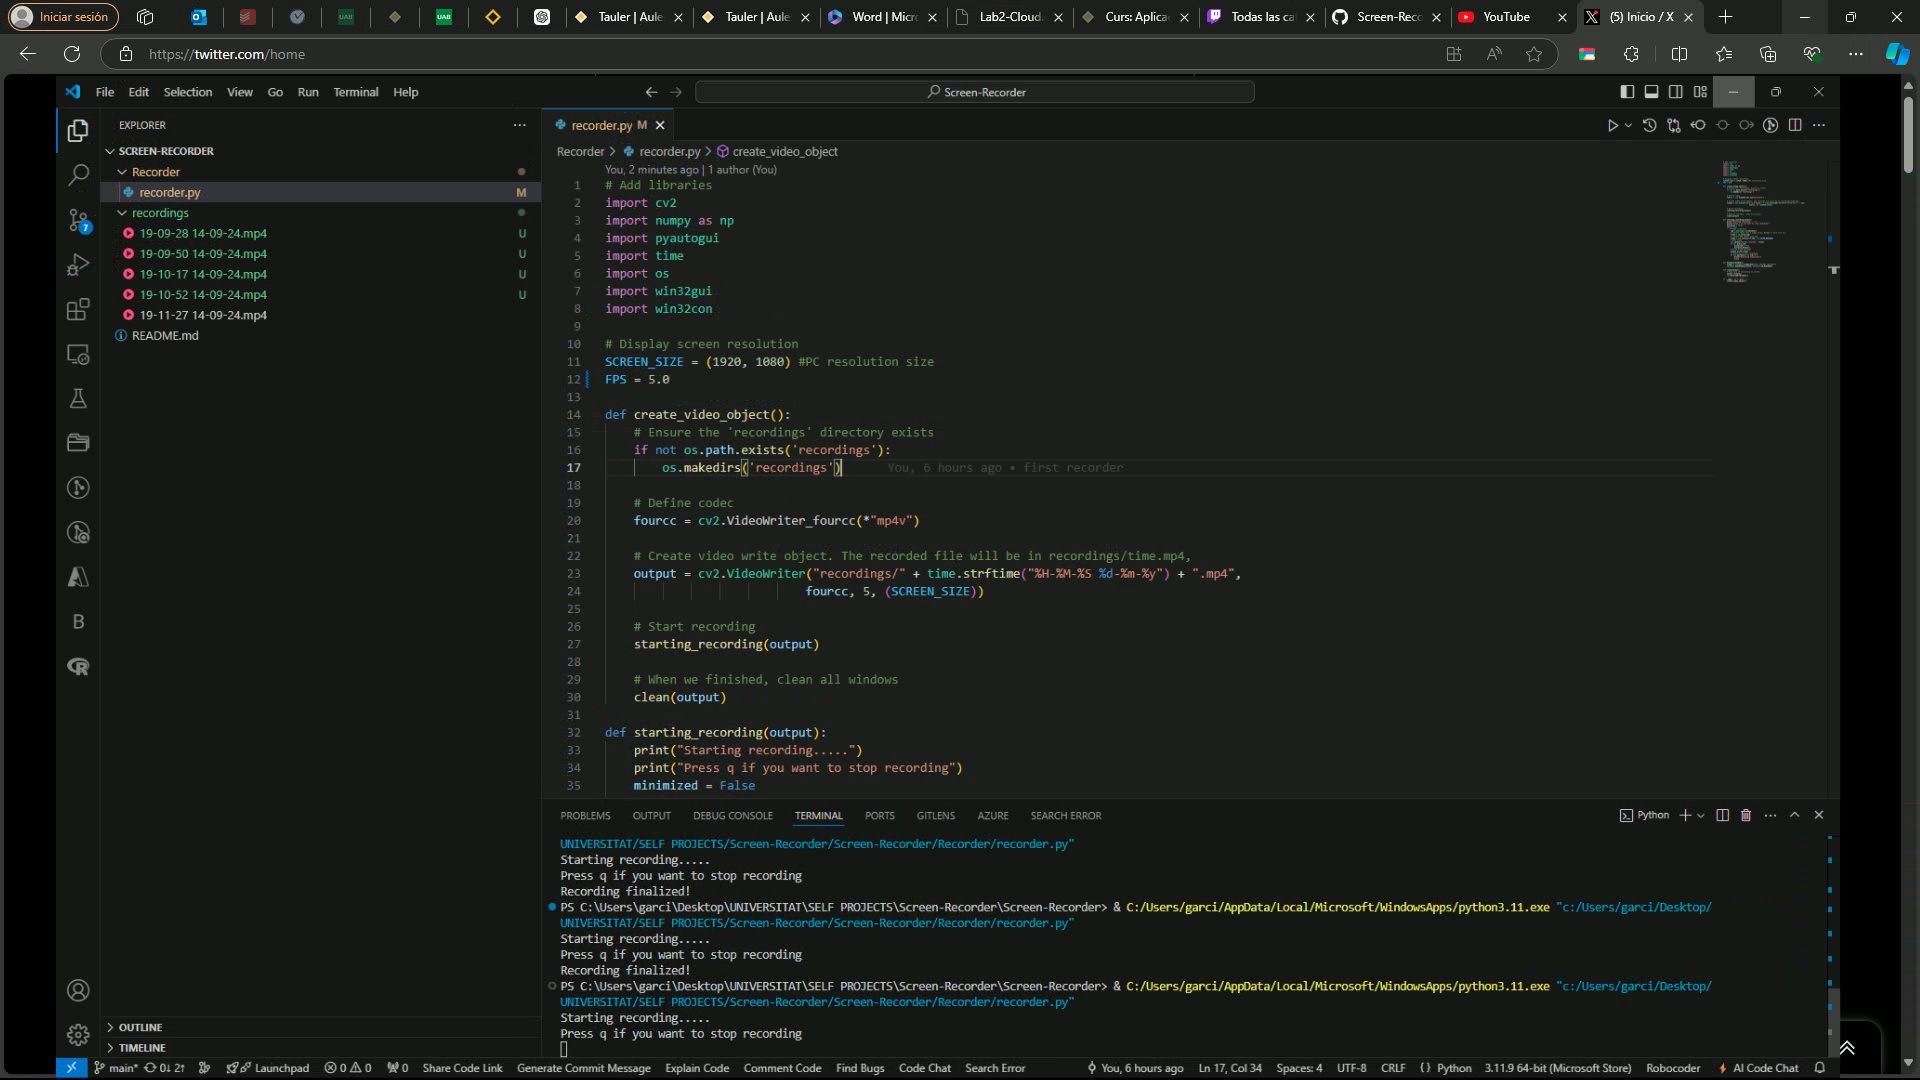 Iniciar sesión
Tauler | Aule
Tauler | Aule
Word | Micr
Lab2-Cloud.
Curs: Aplica
Todas las ca
Screen-Reco
YouTube
(5) Inicio / X
https://twitter.com/home
File Edit Selection View Go Run Terminal Help
Screen-Recorder
EXPLORER
SCREEN-RECORDER
Recorder
recorder.py M
recordings
19-09-28 14-09-24.mp4 U
19-09-50 14-09-24.mp4 U
19-10-17 14-09-24.mp4 U
19-10-52 14-09-24.mp4 U
19-11-27 14-09-24.mp4
README.md
7
B
OUTLINE
TIMELINE
recorder.py M
Recorder > recorder.py > create_video_object
You, 2 minutes ago | 1 author (You)
1 # Add libraries
2 import cv2
3 import numpy as np
4 import pyautogui
5 import time
6 import os
7 import win32gui
8 import win32con
9
10 # Display screen resolution
11 SCREEN_SIZE = (1920, 1080) #PC resolution size
12 FPS = 5.0
13
14 def create_video_object():
15 # Ensure the 'recordings' directory exists
16 if not os.path.exists('recordings'):
17 os.makedirs('recordings') You, 6 hours ago • first recorder
18
19 # Define codec
20 fourcc = cv2.VideoWriter_fourcc(*"mp4v")
21
22 # Create video write object. The recorded file will be in recordings/time.mp4,
23 output = cv2.VideoWriter("recordings/" + time.strftime("%H-%M-%S %d-%m-%y") + ".mp4",
24 fourcc, 5, (SCREEN_SIZE))
25
26 # Start recording
27 starting_recording(output)
28
29 # When we finished, clean all windows
30 clean(output)
31
32 def starting_recording(output):
33 print("Starting recording.....")
34 print("Press q if you want to stop recording")
35 minimized = False
PROBLEMS OUTPUT DEBUG CONSOLE TERMINAL PORTS GITLENS AZURE SEARCH ERROR
Python
UNIVERSITAT/SELF PROJECTS/Screen-Recorder/Screen-Recorder/Recorder/recorder.py"
Starting recording.....
Press q if you want to stop recording
Recording finalized!
PS C:\Users\garci\Desktop\UNIVERSITAT\SELF PROJECTS\Screen-Recorder\Screen-Recorder> & C:/Users/garci/AppData/Local/Microsoft/WindowsApps/python3.11.exe "c:/Users/garci/Desktop/
UNIVERSITAT/SELF PROJECTS/Screen-Recorder/Screen-Recorder/Recorder/recorder.py"
Starting recording.....
Press q if you want to stop recording
Recording finalized!
PS C:\Users\garci\Desktop\UNIVERSITAT\SELF PROJECTS\Screen-Recorder\Screen-Recorder> & C:/Users/garci/AppData/Local/Microsoft/WindowsApps/python3.11.exe "c:/Users/garci/Desktop/
UNIVERSITAT/SELF PROJECTS/Screen-Recorder/Screen-Recorder/Recorder/recorder.py"
Starting recording.....
Press q if you want to stop recording
main* 0↓ 2↑ Launchpad 0 0 0 Share Code Link Generate Commit Message Explain Code Comment Code Find Bugs Code Chat Search Error You, 6 hours ago Ln 17, Col 34 Spaces: 4 UTF-8 CRLF {} Python 3.11.9 64-bit (Microsoft Store) Robocoder AI Code Chat